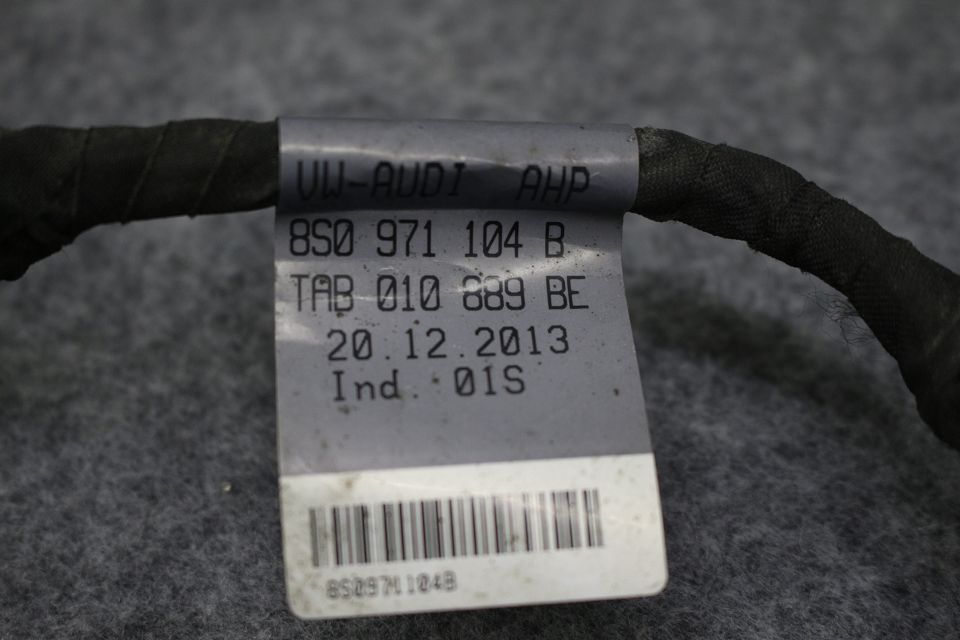 VW-AUDI AHP
8S0 971 104 B
TAB 010 889 BE
20.12.2013
Ind. 01S
8S0971104B